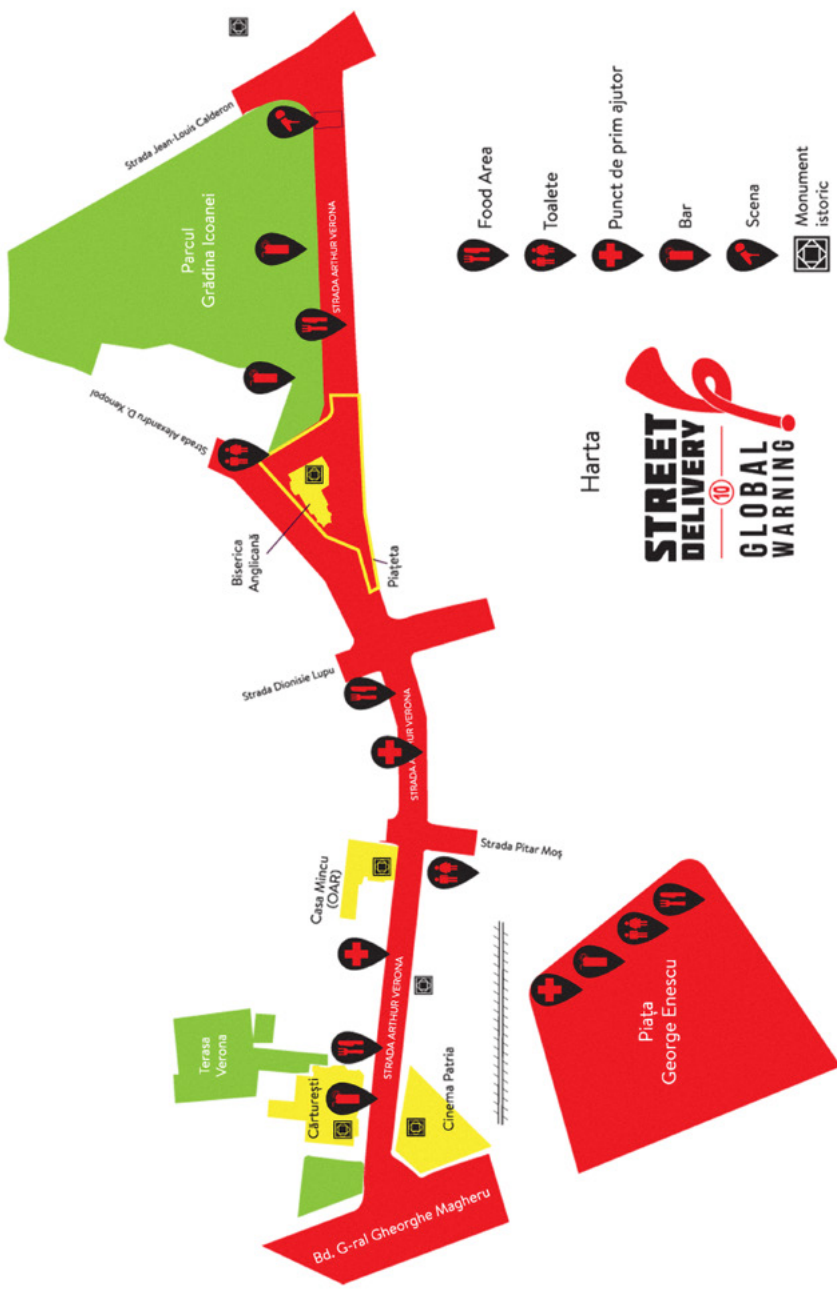 Strada Jean-Louis Calderon
Parcul
Grădina Icoanei
STRADA ARTHUR VERONA
Strada Alexandru D. Xenopol
Biserica
Anglicană
Piațeta
Strada Dionisie Lupu
STRADA ARTHUR VERONA
Strada Pitar Moș
Casa Mincu
(OAR)
STRADA ARTHUR VERONA
Terasa
Verona
Cărturești
Cinema Patria
Bd. G-ral Gheorghe Magheru
Piața
George Enescu
Food Area
Toalete
Punct de prim ajutor
Bar
Scena
Monument
istoric
Harta
STREET
DELIVERY
10
GLOBAL
WARNING